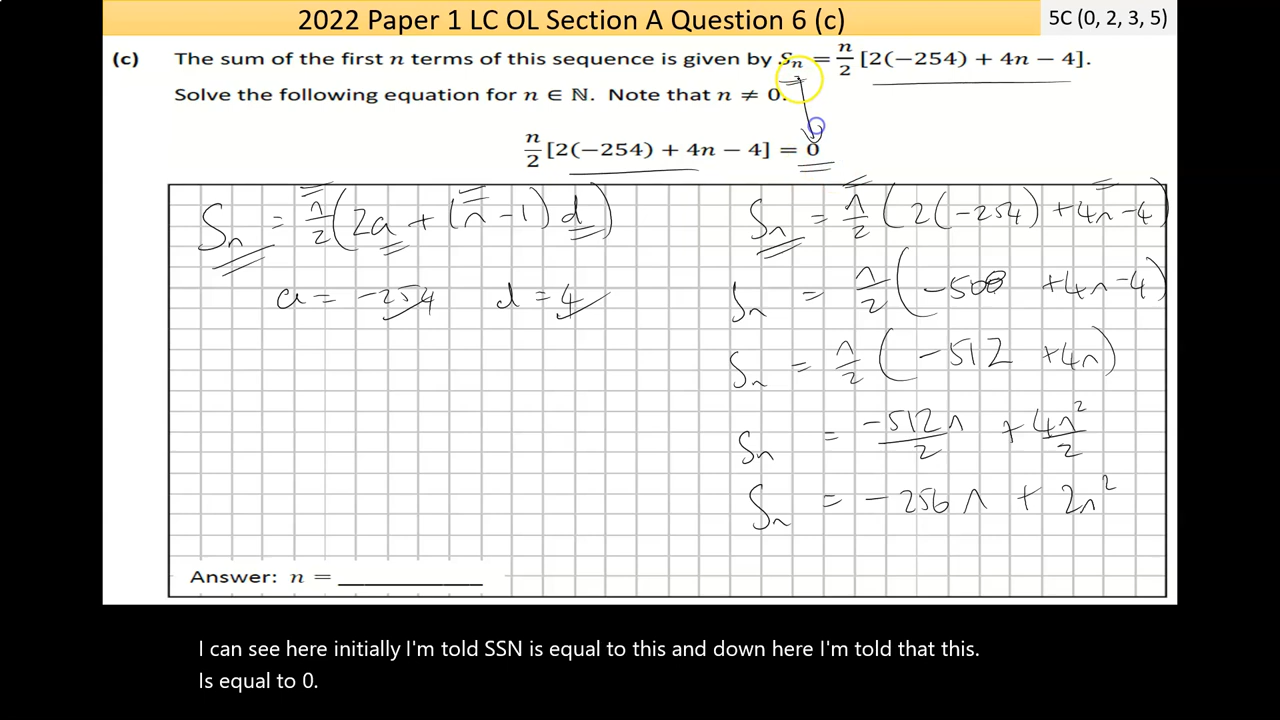 2022 Paper 1 LC OL Section A Question 6 (c)
5C (0, 2, 3, 5)
(c) The sum of the first n terms of this sequence is given by Sₙ = n/2 [2(−254) + 4n − 4].
Solve the following equation for n ∈ ℕ. Note that n ≠ 0.
n/2 [2(−254) + 4n − 4] = 0
Sn = n/2 (2a + (n − 1) d)
a = −254 d = 4
Sn = n/2 (2(−254) + 4n − 4)
Sn = n/2 (−508 + 4n − 4)
Sn = n/2 (−512 + 4n)
Sn = −512n/2 + 4n²/2
Sn = −256n + 2n²
Answer: n = ____________
I can see here initially I'm told SSN is equal to this and down here I'm told that this.
Is equal to 0.